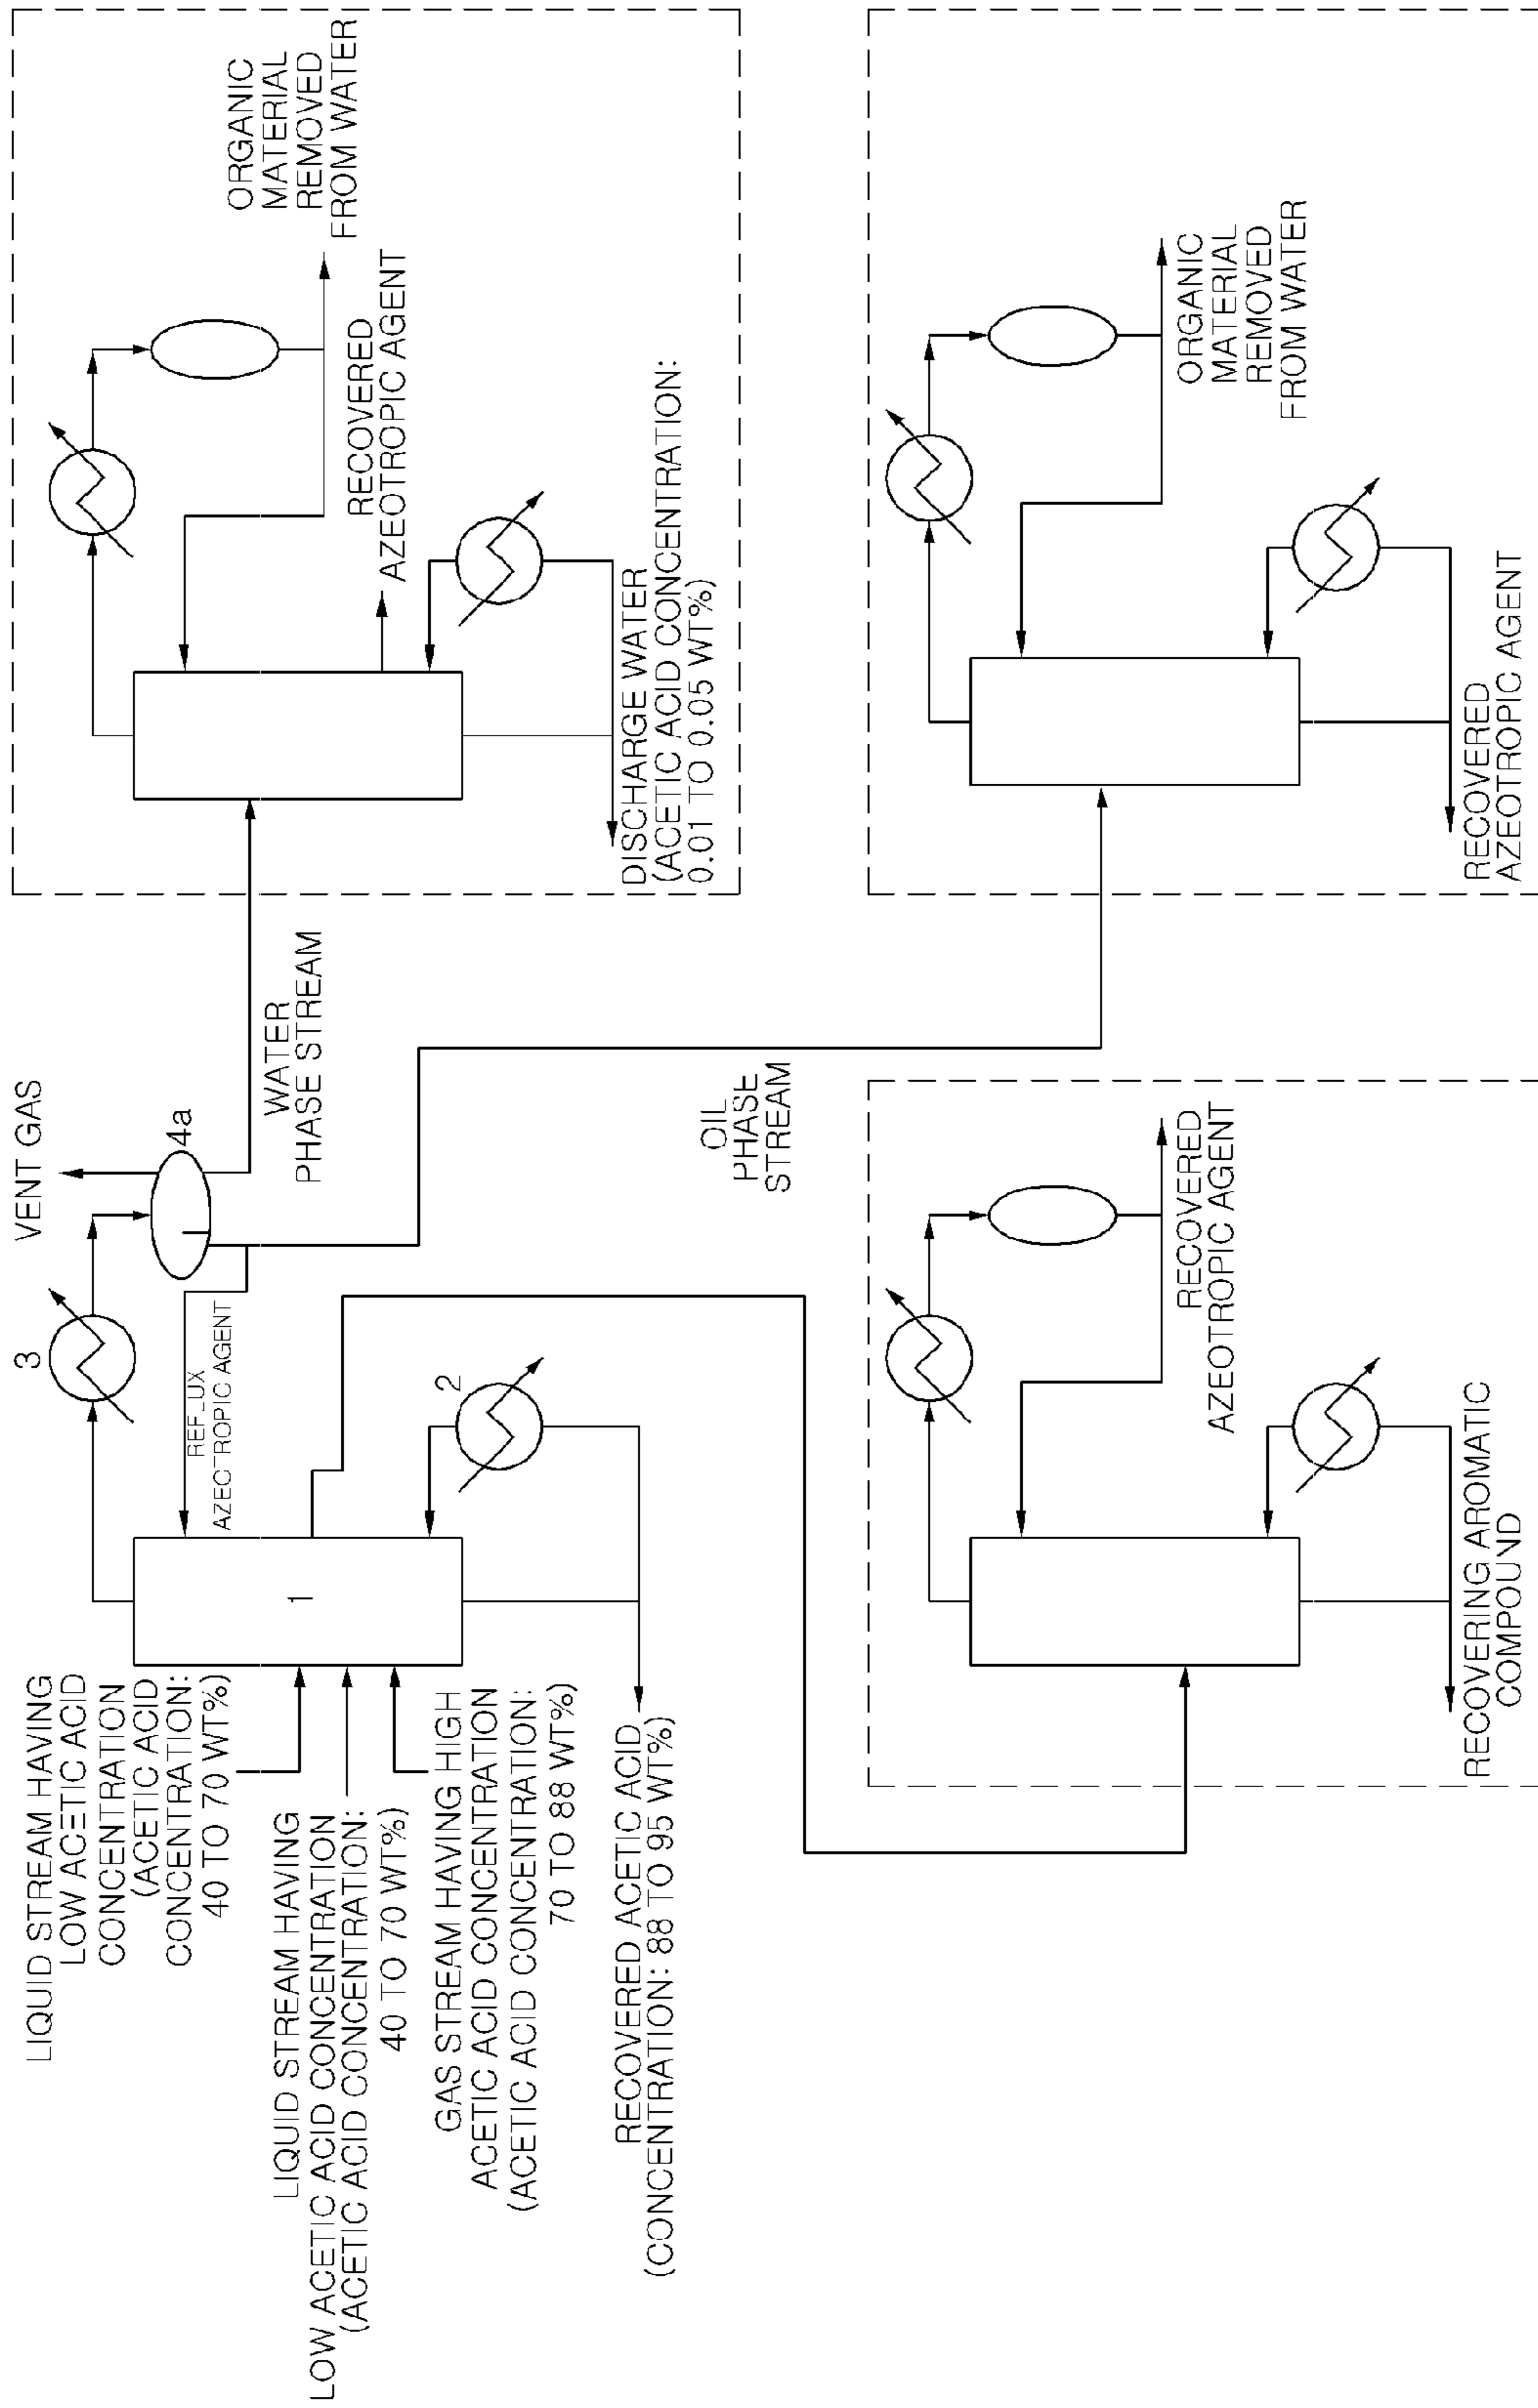 LIQUID STREAM HAVING
LOW ACETIC ACID
CONCENTRATION
(ACETIC ACID
CONCENTRATION:
40 TO 70 WT%)
LIQUID STREAM HAVING
LOW ACETIC ACID CONCENTRATION
(ACETIC ACID CONCENTRATION:
40 TO 70 WT%)
GAS STREAM HAVING HIGH
ACETIC ACID CONCENTRATION
(ACETIC ACID CONCENTRATION:
70 TO 88 WT%)
RECOVERED ACETIC ACID
(CONCENTRATION: 88 TO 95 WT%)
1
2
3
REFLUX
AZECTROPIC AGENT
VENT GAS
4a
WATER
PHASE STREAM
OIL
PHASE
STREAM
ORGANIC
MATERIAL
REMOVED
FROM WATER
RECOVERED
AZEOTROPIC AGENT
DISCHARGE WATER
(ACETIC ACID CONCENTRATION:
0.01 TO 0.05 WT%)
RECOVERED
AZEOTROPIC AGENT
RECOVERING AROMATIC
COMPOUND
ORGANIC
MATERIAL
REMOVED
FROM WATER
RECOVERED
AZEOTROPIC AGENT